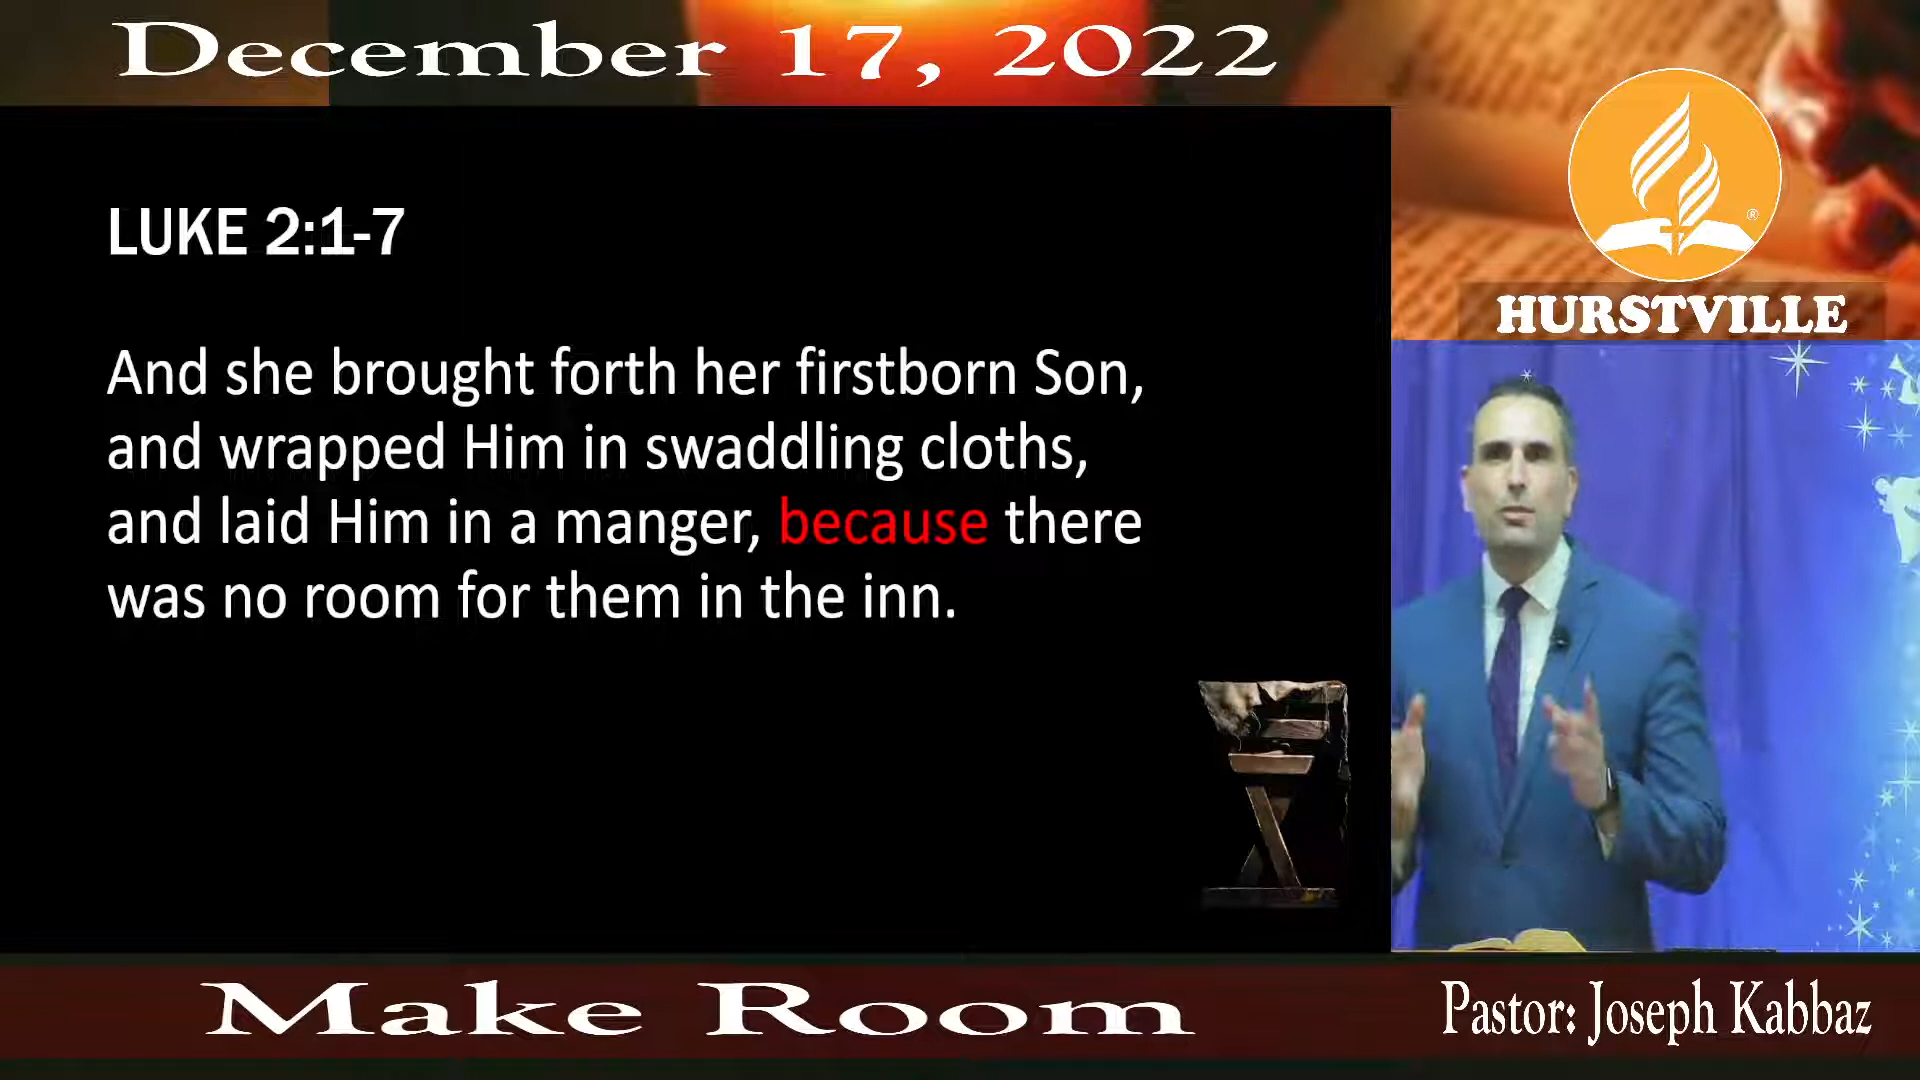 December 17, 2022
LUKE 2:1-7
And she brought forth her firstborn Son,
and wrapped Him in swaddling cloths,
and laid Him in a manger, because there
was no room for them in the inn.
®
HURSTVILLE
Make Room
Pastor: Joseph Kabbaz